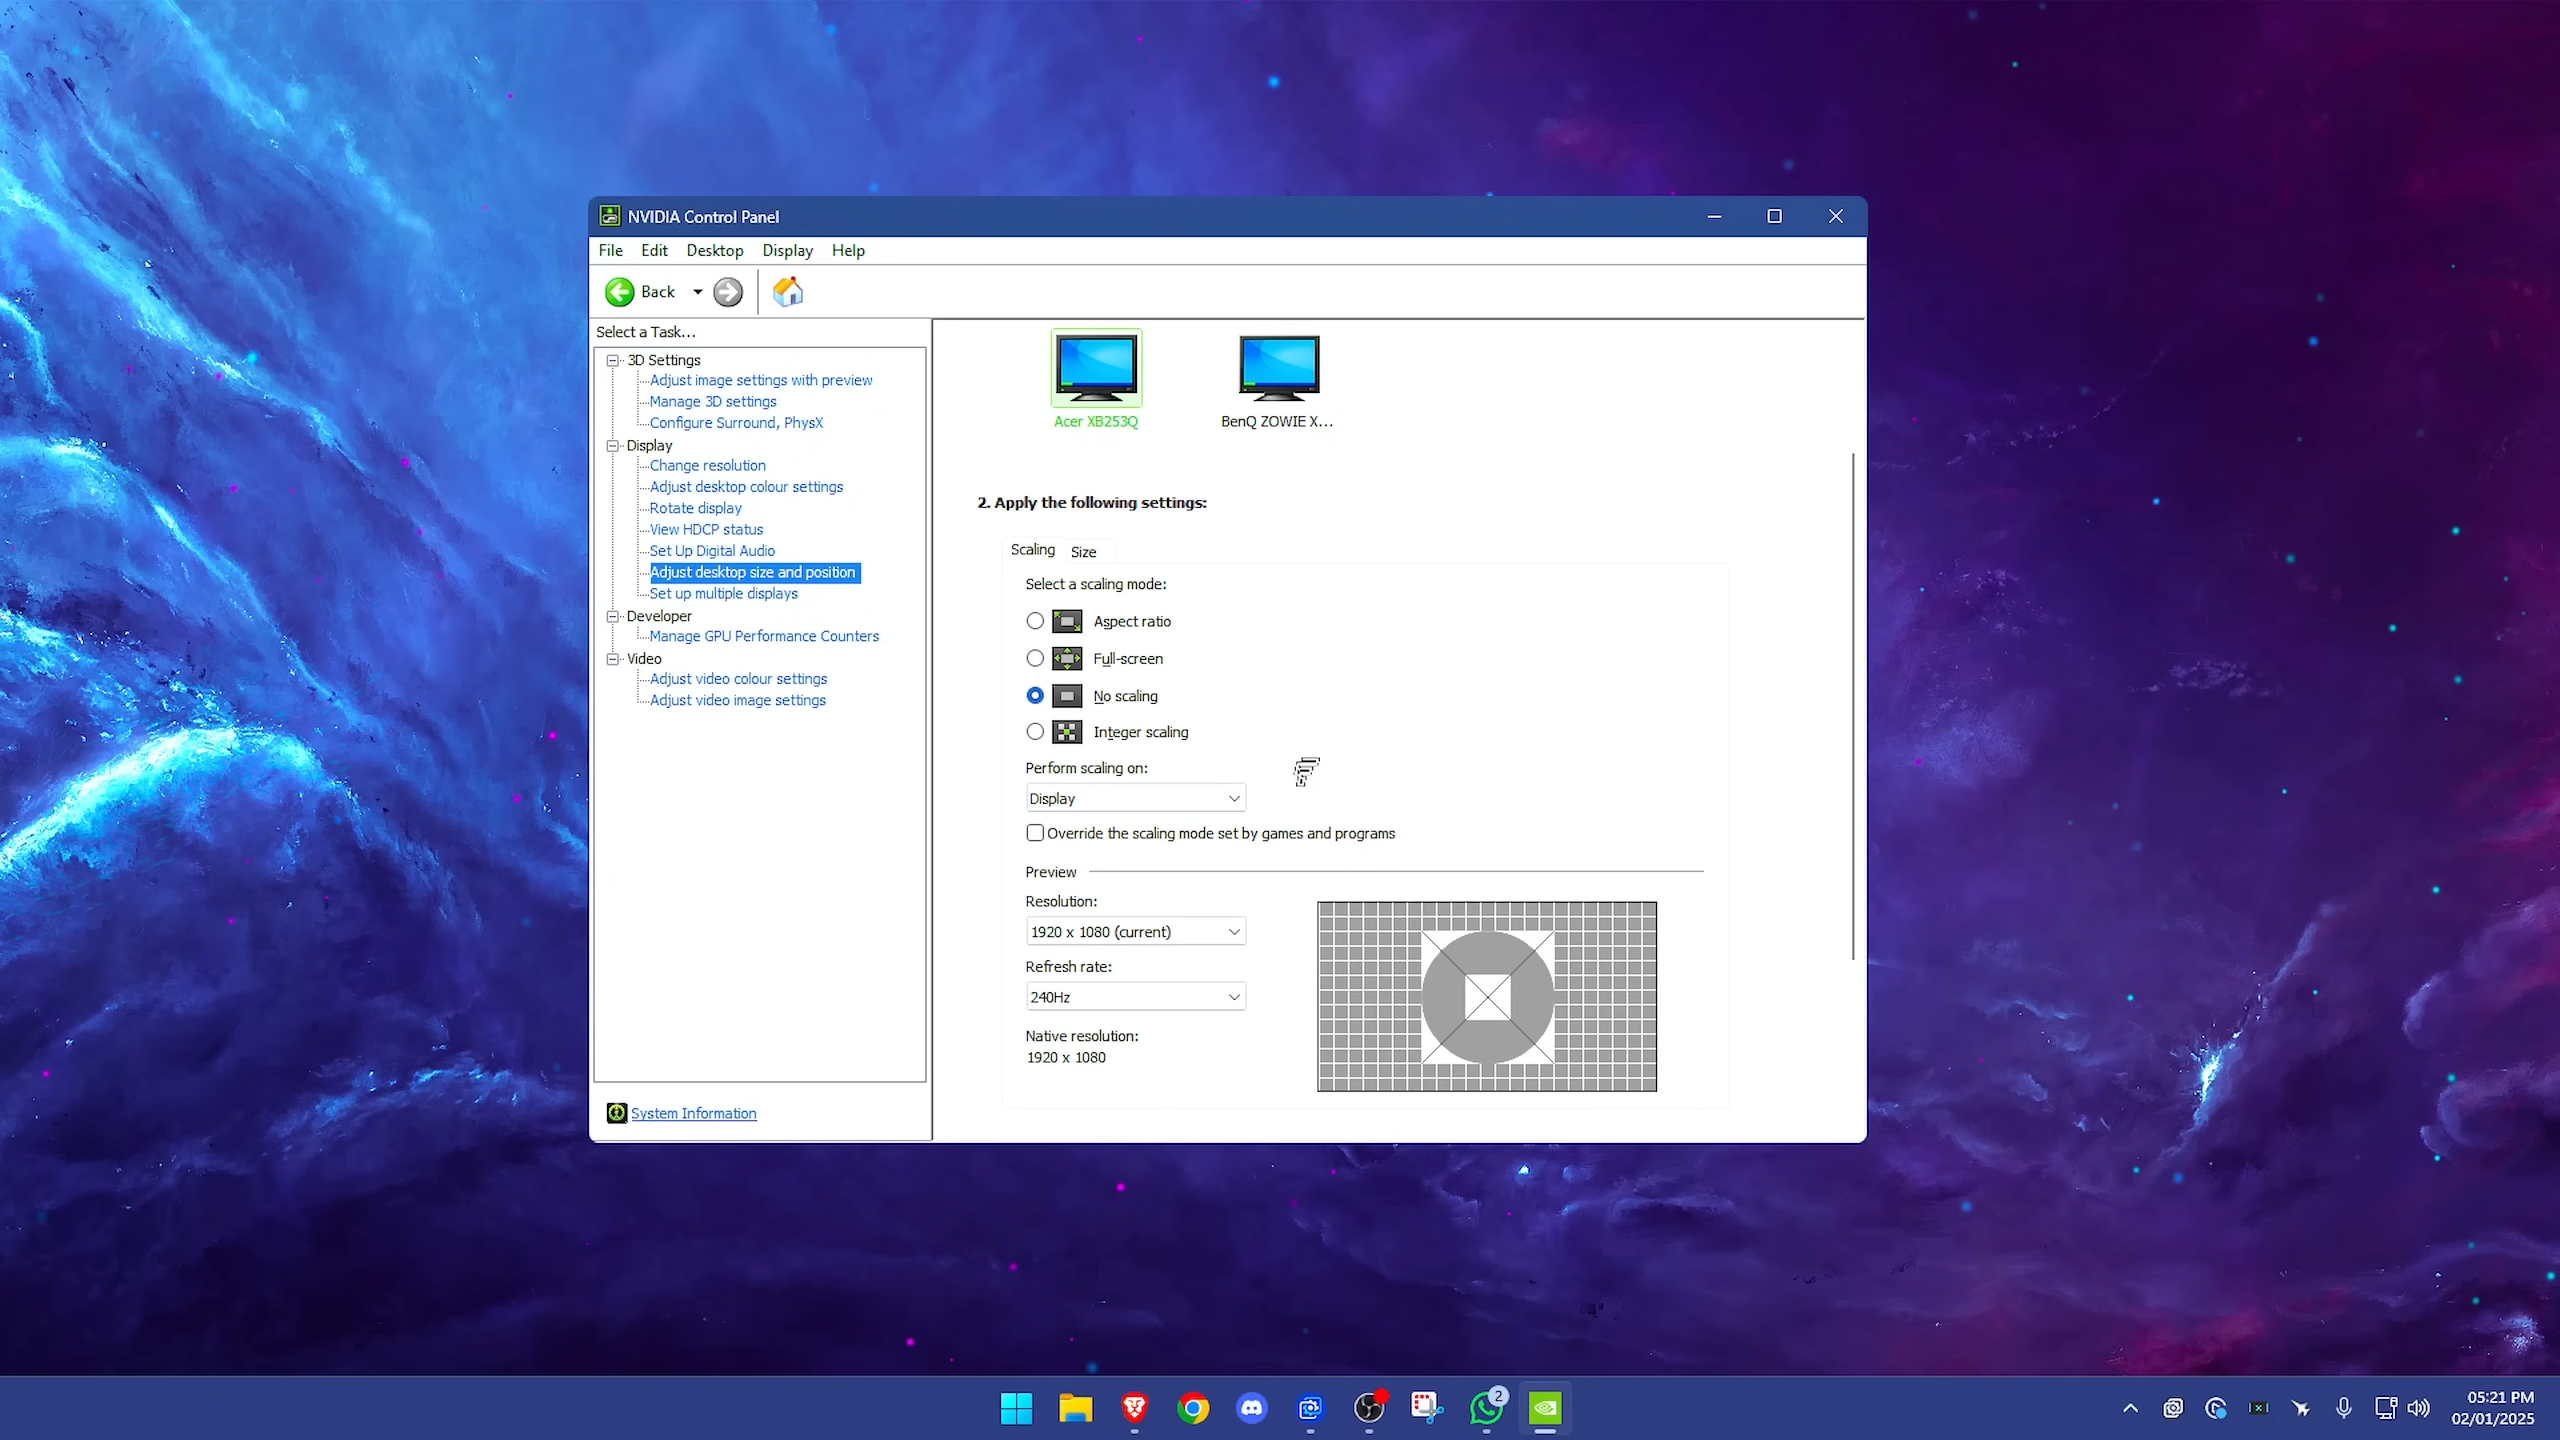 NVIDIA Control Panel
File Edit Desktop Display Help
Back
Select a Task...
3D Settings
Adjust image settings with preview
Manage 3D settings
Configure Surround, PhysX
Display
Change resolution
Adjust desktop colour settings
Rotate display
View HDCP status
Set Up Digital Audio
Adjust desktop size and position
Set up multiple displays
Developer
Manage GPU Performance Counters
Video
Adjust video colour settings
Adjust video image settings
System Information
Acer XB253Q BenQ ZOWIE X...
2. Apply the following settings:
Scaling Size
Select a scaling mode:
Aspect ratio
Full-screen
No scaling
Integer scaling
Perform scaling on:
Display
Override the scaling mode set by games and programs
Preview
Resolution:
1920 x 1080 (current)
Refresh rate:
240Hz
Native resolution:
1920 x 1080
2
05:21 PM
02/01/2025